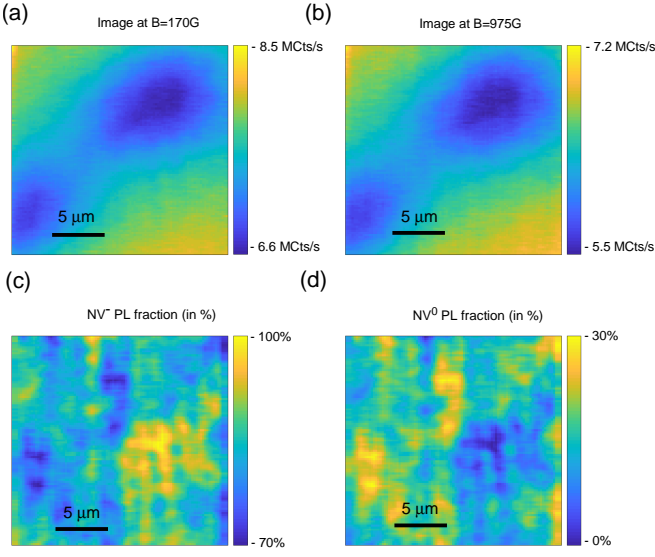 (a)
Image at B=170G
- 8.5 MCts/s
5 μm
- 6.6 MCts/s
(b)
Image at B=975G
- 7.2 MCts/s
5 μm
- 5.5 MCts/s
(c)
NV⁻ PL fraction (in %)
- 100%
5 μm
- 70%
(d)
NV⁰ PL fraction (in %)
- 30%
5 μm
- 0%